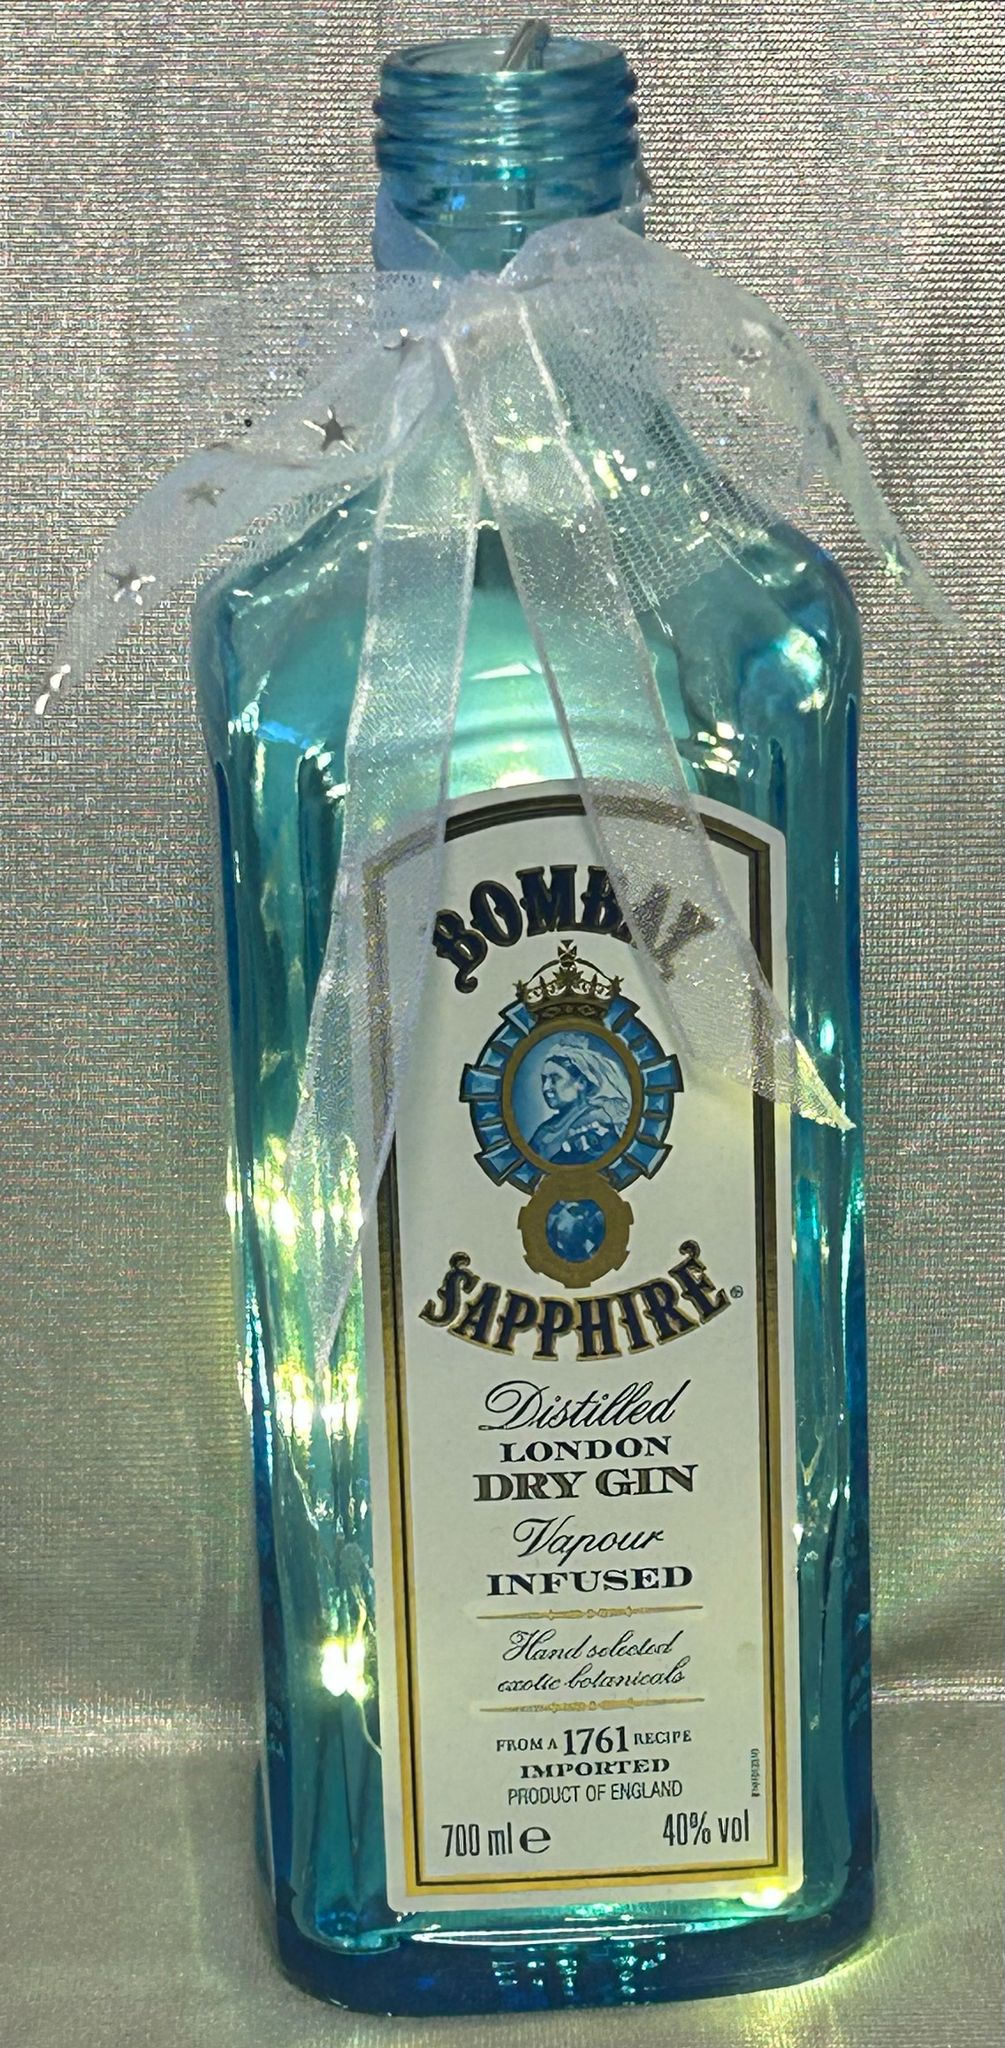 BOMBAY
SAPPHIRE®
Distilled
LONDON
DRY GIN
Vapour
INFUSED
Hand selected
exotic botanicals
FROM A 1761 RECIPE
IMPORTED
PRODUCT OF ENGLAND
700 ml e
40% vol